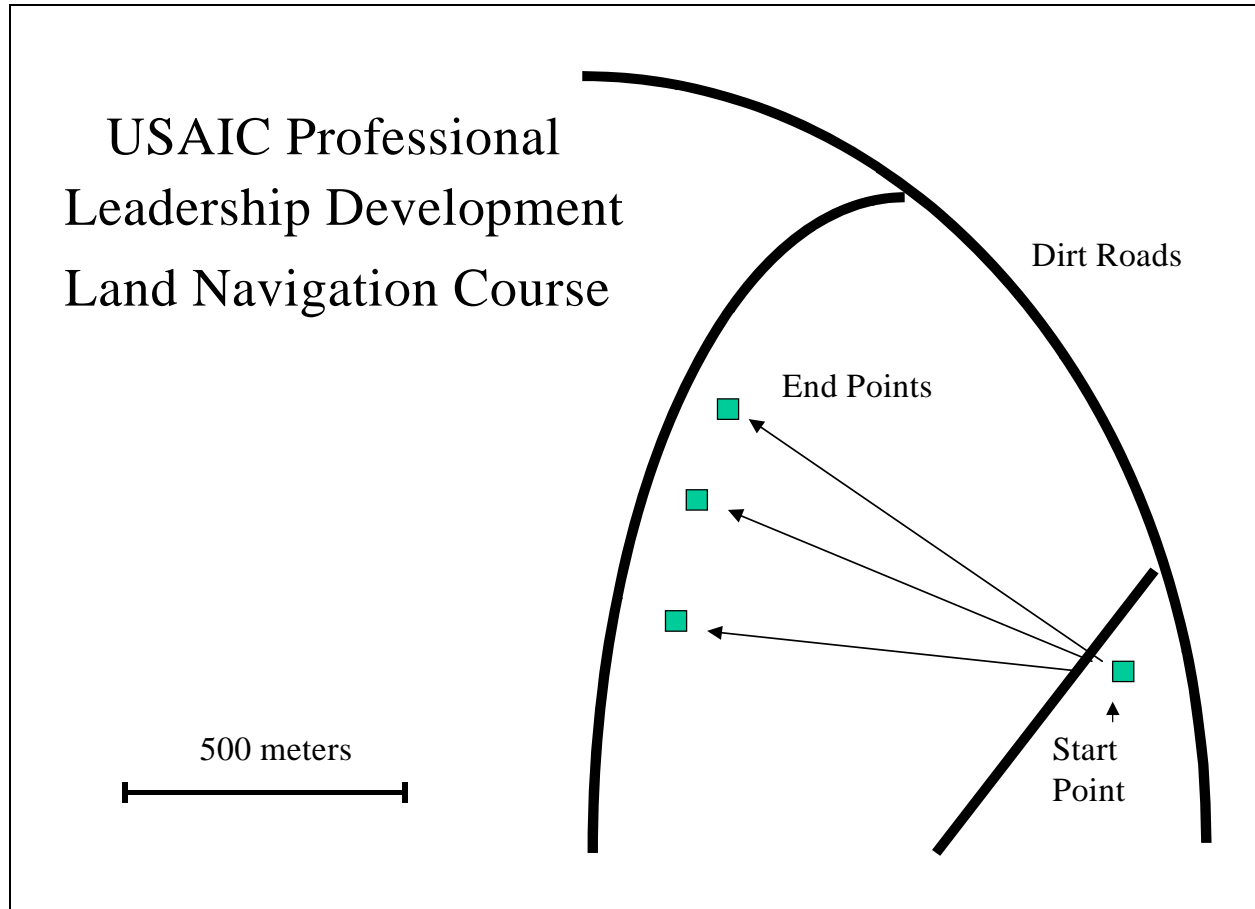 USAIC Professional
Leadership Development
Land Navigation Course
Dirt Roads
End Points
500 meters
Start
Point